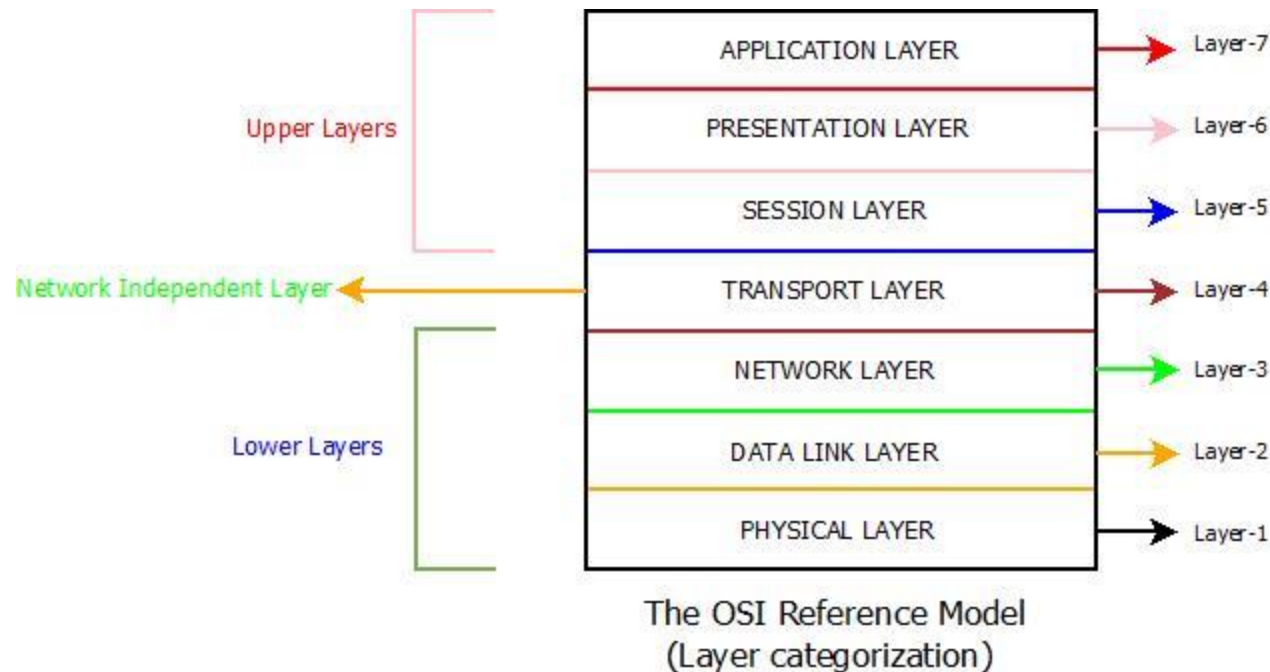 APPLICATION LAYER
Layer-7
Upper Layers
PRESENTATION LAYER
Layer-6
SESSION LAYER
Layer-5
Network Independent Layer
TRANSPORT LAYER
Layer-4
NETWORK LAYER
Layer-3
Lower Layers
DATA LINK LAYER
Layer-2
PHYSICAL LAYER
Layer-1
The OSI Reference Model
(Layer categorization)